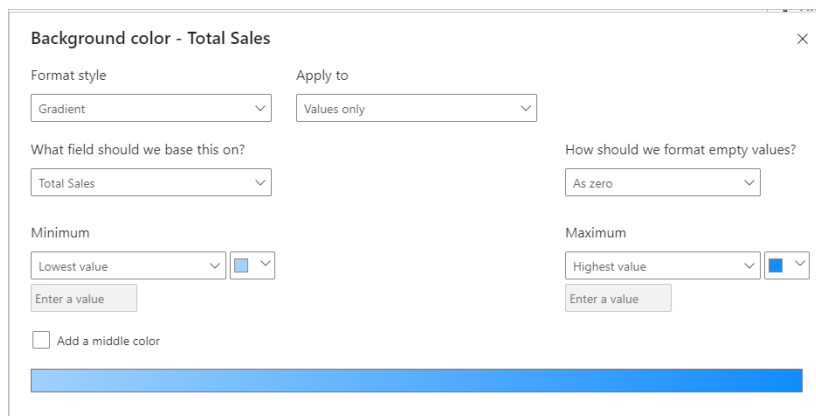 Background color - Total Sales
Format style
Apply to
Gradient
Values only
What field should we base this on?
How should we format empty values?
Total Sales
As zero
Minimum
Maximum
Lowest value
Highest value
Enter a value
Enter a value
Add a middle color